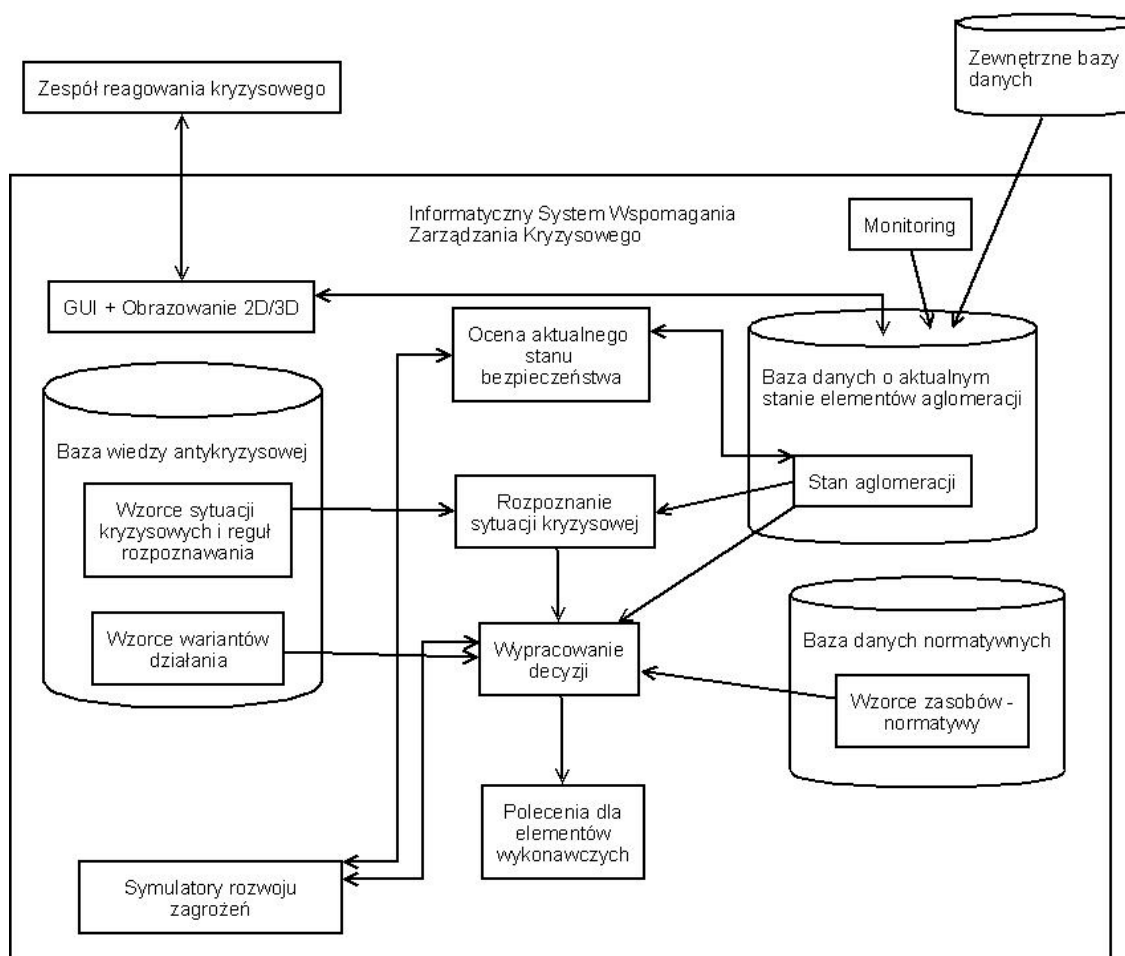 Zewnętrzne bazy
danych
Zespół reagowania kryzysowego
Informatyczny System Wspomagania
Zarządzania Kryzysowego
Monitoring
GUI + Obrazowanie 2D/3D
Ocena aktualnego
stanu
bezpieczeństwa
Baza danych o aktualnym
stanie elementów aglomeracji
Baza wiedzy antykryzysowej
Stan aglomeracji
Wzorce sytuacji
kryzysowych i reguł
rozpoznawania
Rozpoznanie
sytuacji kryzysowej
Wzorce wariantów
działania
Wypracowanie
decyzji
Baza danych normatywnych
Wzorce zasobów -
normatywy
Polecenia dla
elementów
wykonawczych
Symulatory rozwoju
zagrożeń